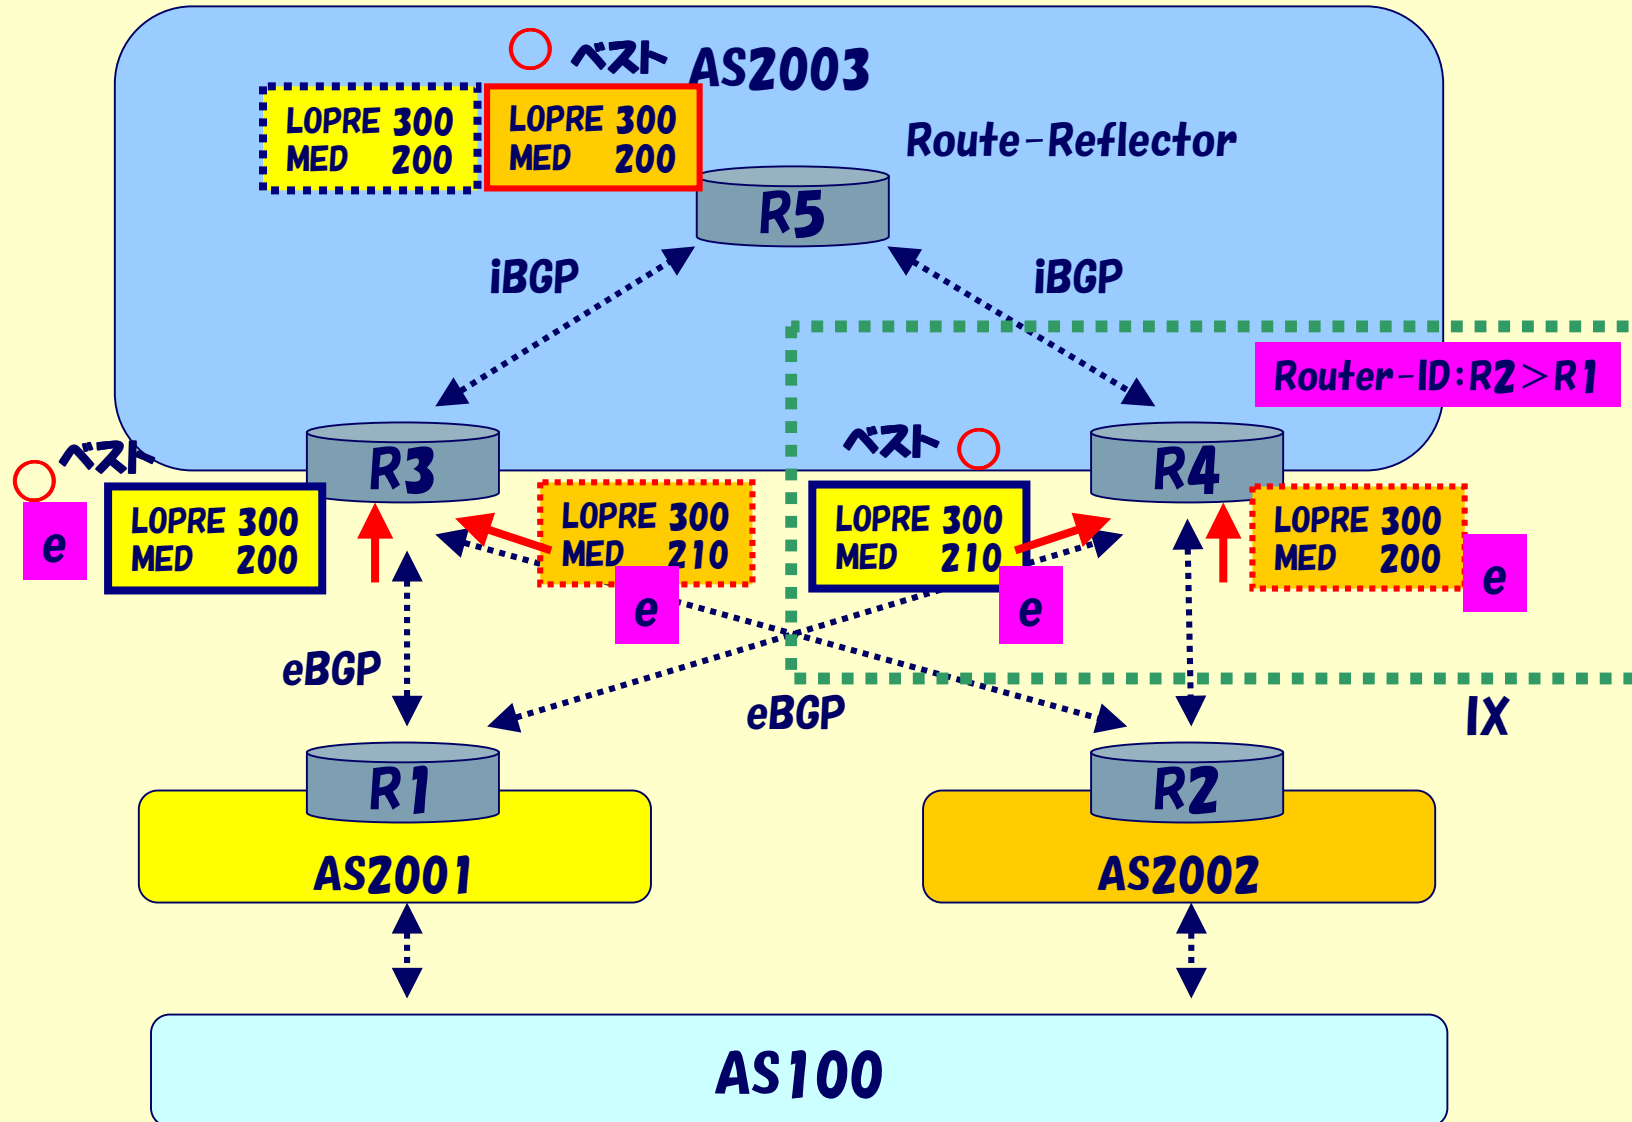 ベスト
AS2003
LOPRE 300
MED 200
LOPRE 300
MED 200
Route-Reflector
R5
iBGP
iBGP
Router-ID:R2>R1
ベスト
R3
ベスト
R4
e
LOPRE 300
MED 200
LOPRE 300
MED 210
e
LOPRE 300
MED 210
e
LOPRE 300
MED 200
e
eBGP
eBGP
IX
R1
R2
AS2001
AS2002
AS100